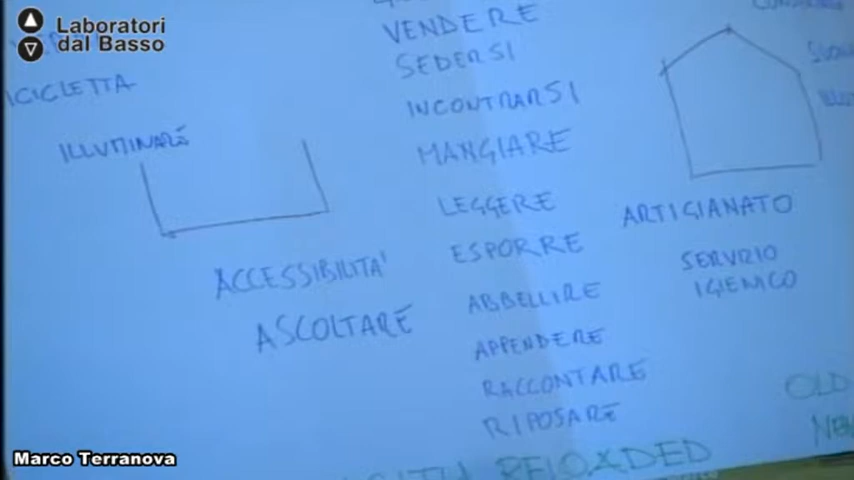 Laboratori
dal Basso
VENDERE
SEDERSI
INCONTRARSI
MANGIARE
LEGGERE
ESPORRE
ABBELLIRE
APPENDERE
RACCONTARE
RIPOSARE
ILLUMINARE
ACCESSIBILITA'
ASCOLTARE
ARTIGIANATO
SERVIZIO
IGIENICO
OLD
RELOADED
Marco Terranova